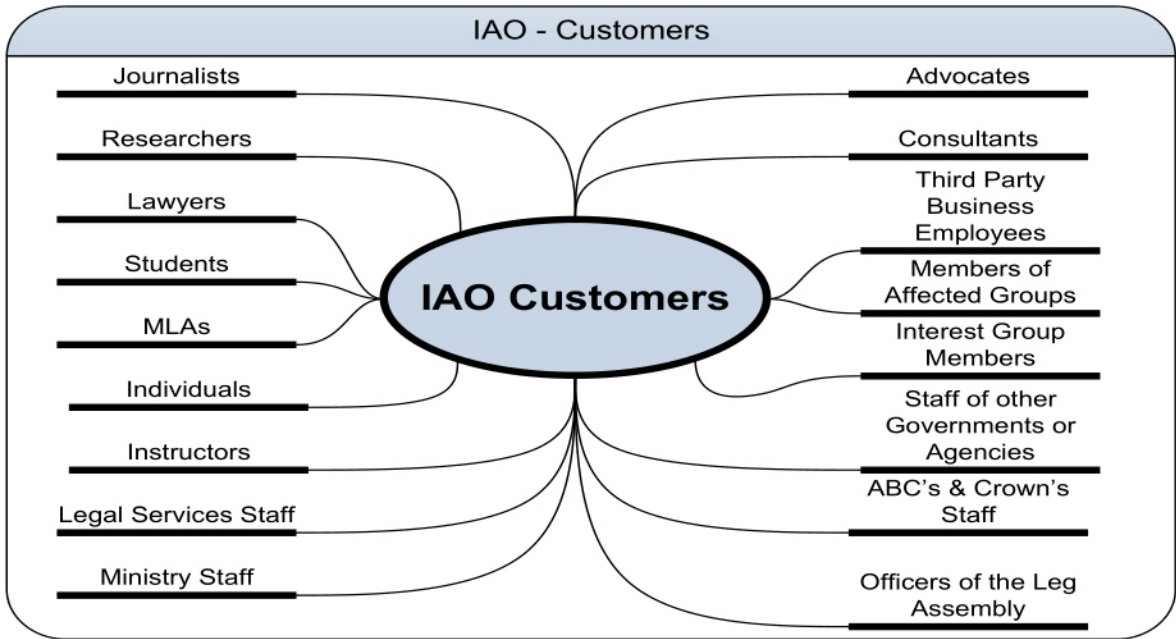 IAO - Customers
Journalists
Researchers
Lawyers
Students
MLAs
Individuals
Instructors
Legal Services Staff
Ministry Staff
IAO Customers
Advocates
Consultants
Third Party
Business
Employees
Members of
Affected Groups
Interest Group
Members
Staff of other
Governments or
Agencies
ABC's & Crown's
Staff
Officers of the Leg
Assembly